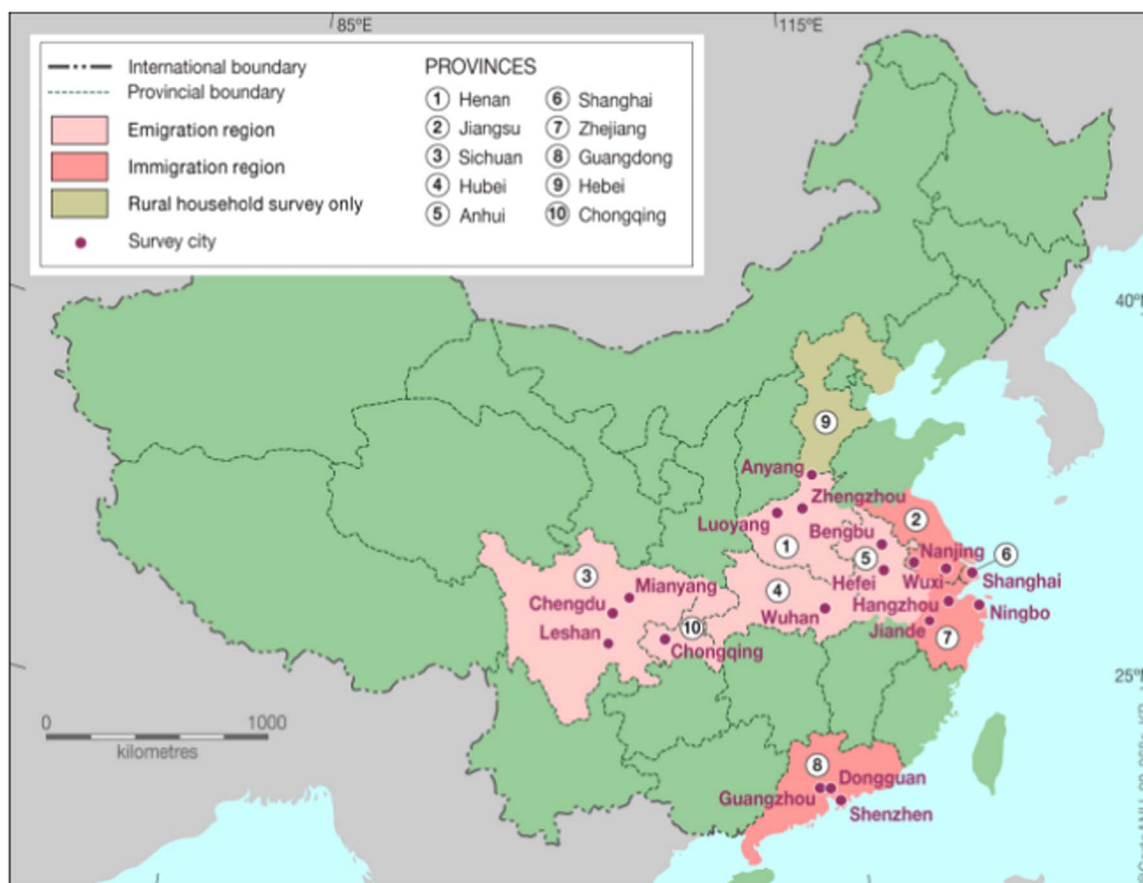 85°E
115°E
International boundary
Provincial boundary
Emigration region
Immigration region
Rural household survey only
Survey city
PROVINCES
1 Henan
2 Jiangsu
3 Sichuan
4 Hubei
5 Anhui
6 Shanghai
7 Zhejiang
8 Guangdong
9 Hebei
10 Chongqing
40°
9
Anyang
Zhengzhou
Luoyang
Bengbu
2
1
5
Nanjing
6
Hefei
Wuxi
Shanghai
3
Mianyang
4
Chengdu
Wuhan
Hangzhou
Ningbo
Leshan
10
Chongqing
Jiande
7
25°
0
1000
kilometres
8
Dongguan
Guangzhou
Shenzhen